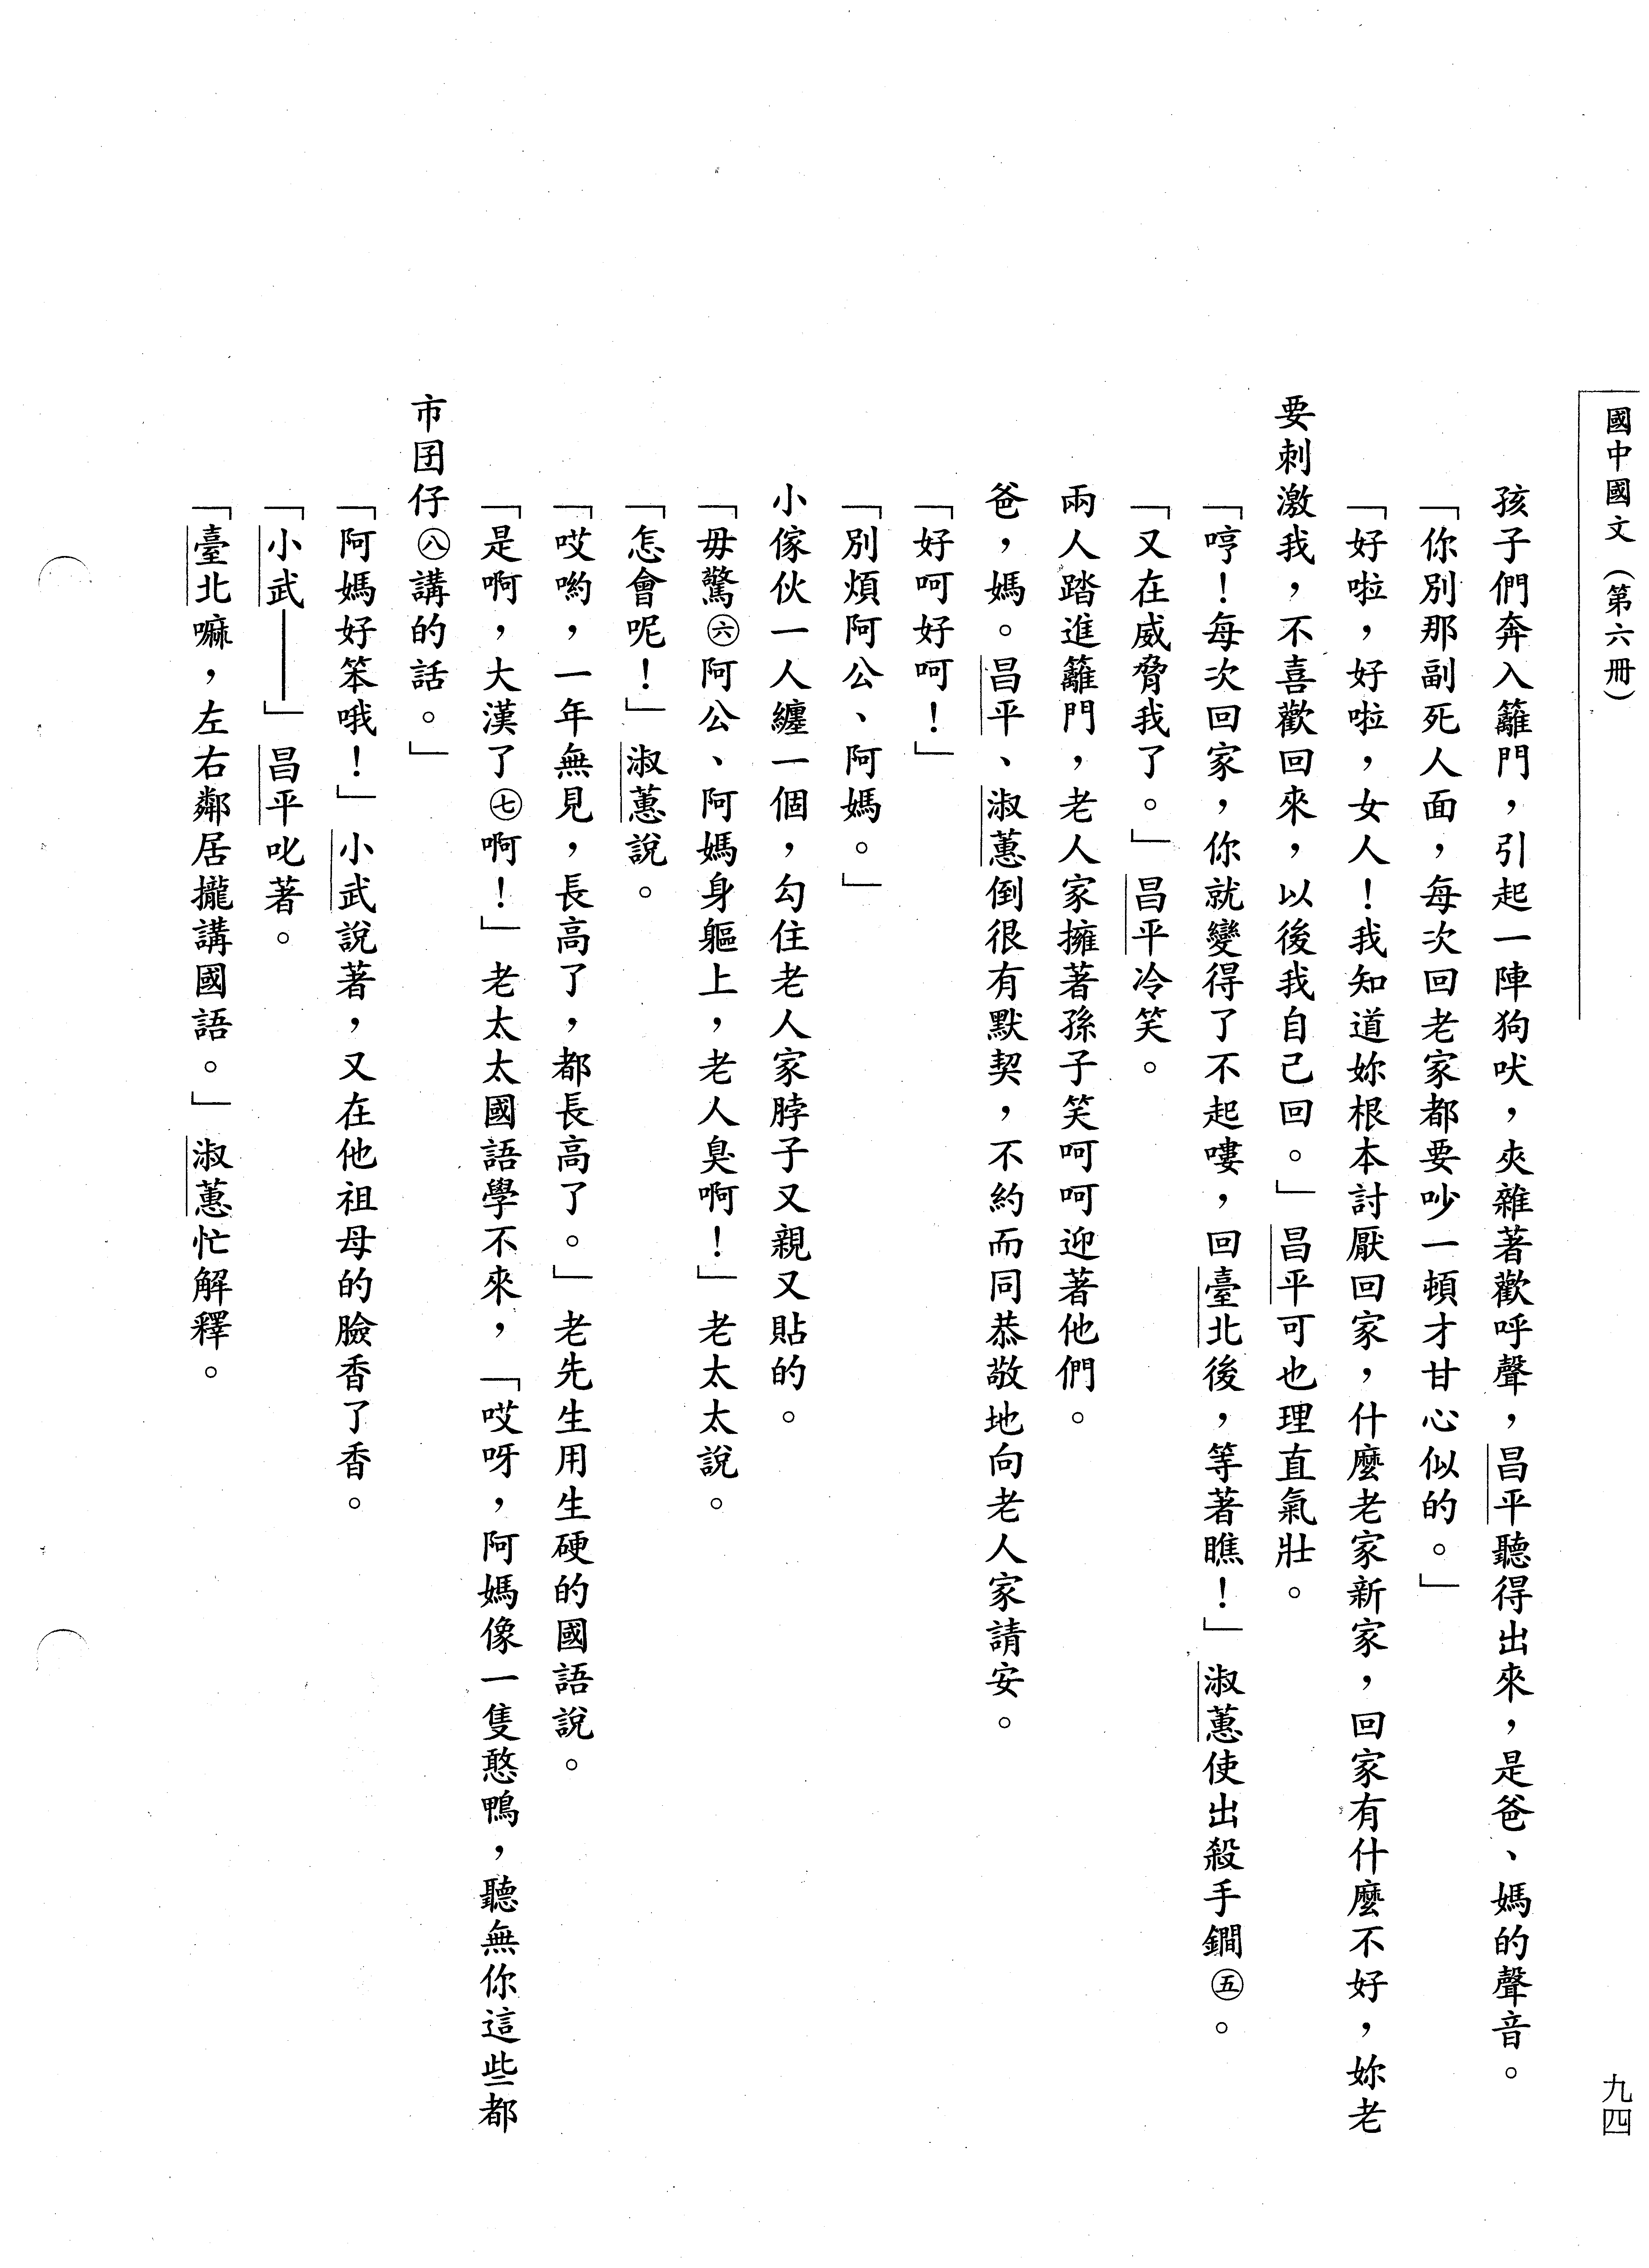 國中國文（第六冊）
九四
孩子們奔入籬門，引起一陣狗吠，夾雜著歡呼聲，昌平聽得出來，是爸、媽的聲音。
「你別那副死人面，每次回老家都要吵一頓才甘心似的。」
「好啦，好啦，女人！我知道妳根本討厭回家，什麼老家新家，回家有什麼不好，妳老
要刺激我，不喜歡回來，以後我自己回。」昌平可也理直氣壯。
「哼！每次回家，你就變得了不起嘍，回臺北後，等著瞧！」淑蕙使出殺手鐧㊄。
「又在威脅我了。」昌平冷笑。
兩人踏進籬門，老人家擁著孫子笑呵呵迎著他們。
爸，媽。昌平、淑蕙倒很有默契，不約而同恭敬地向老人家請安。
「好呵好呵！」
「別煩阿公、阿媽。」
小傢伙一人纏一個，勾住老人家脖子又親又貼的。
「毋驚㊅阿公、阿媽身軀上，老人臭啊！」老太太說。
「怎會呢！」淑蕙說。
「哎喲，一年無見，長高了，都長高了。」老先生用生硬的國語說。
「是啊，大漢了㊆啊！」老太太國語學不來，「哎呀，阿媽像一隻憨鴨，聽無你這些都
市囝仔㊇講的話。」
「阿媽好笨哦！」小武說著，又在他祖母的臉香了香。
「小武——」昌平叱著。
「臺北嘛，左右鄰居攏講國語。」淑蕙忙解釋。